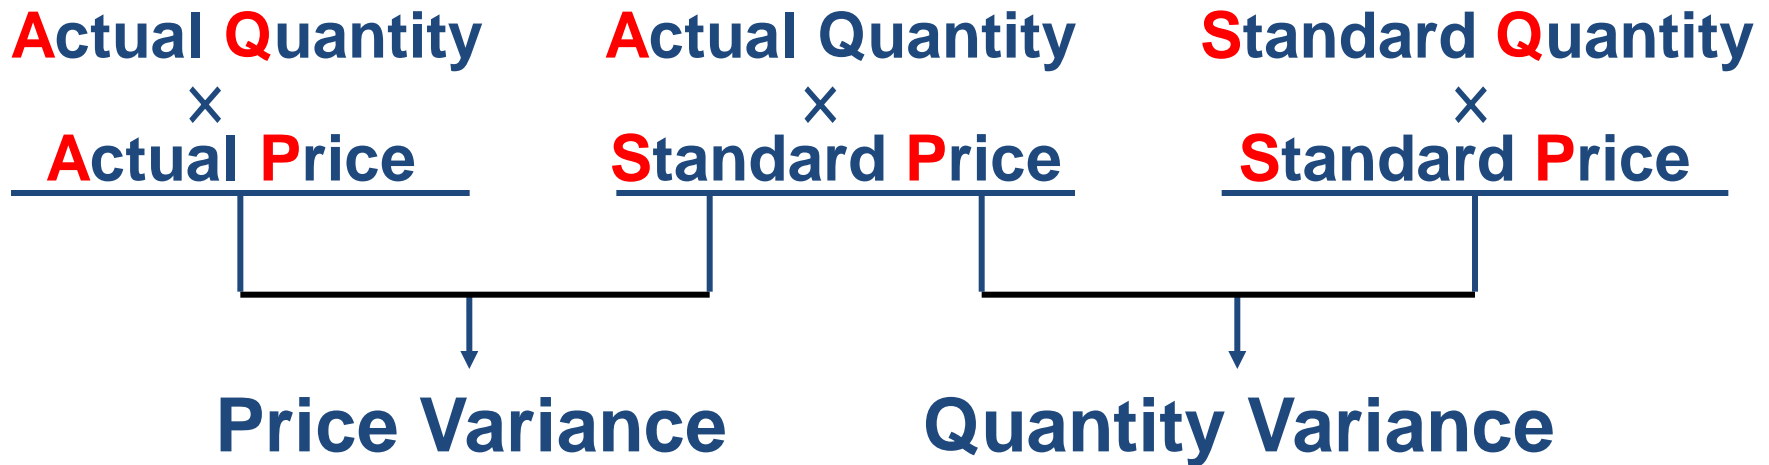 Actual Quantity Actual Quantity Standard Quantity
× × ×
Actual Price Standard Price Standard Price
Price Variance Quantity Variance